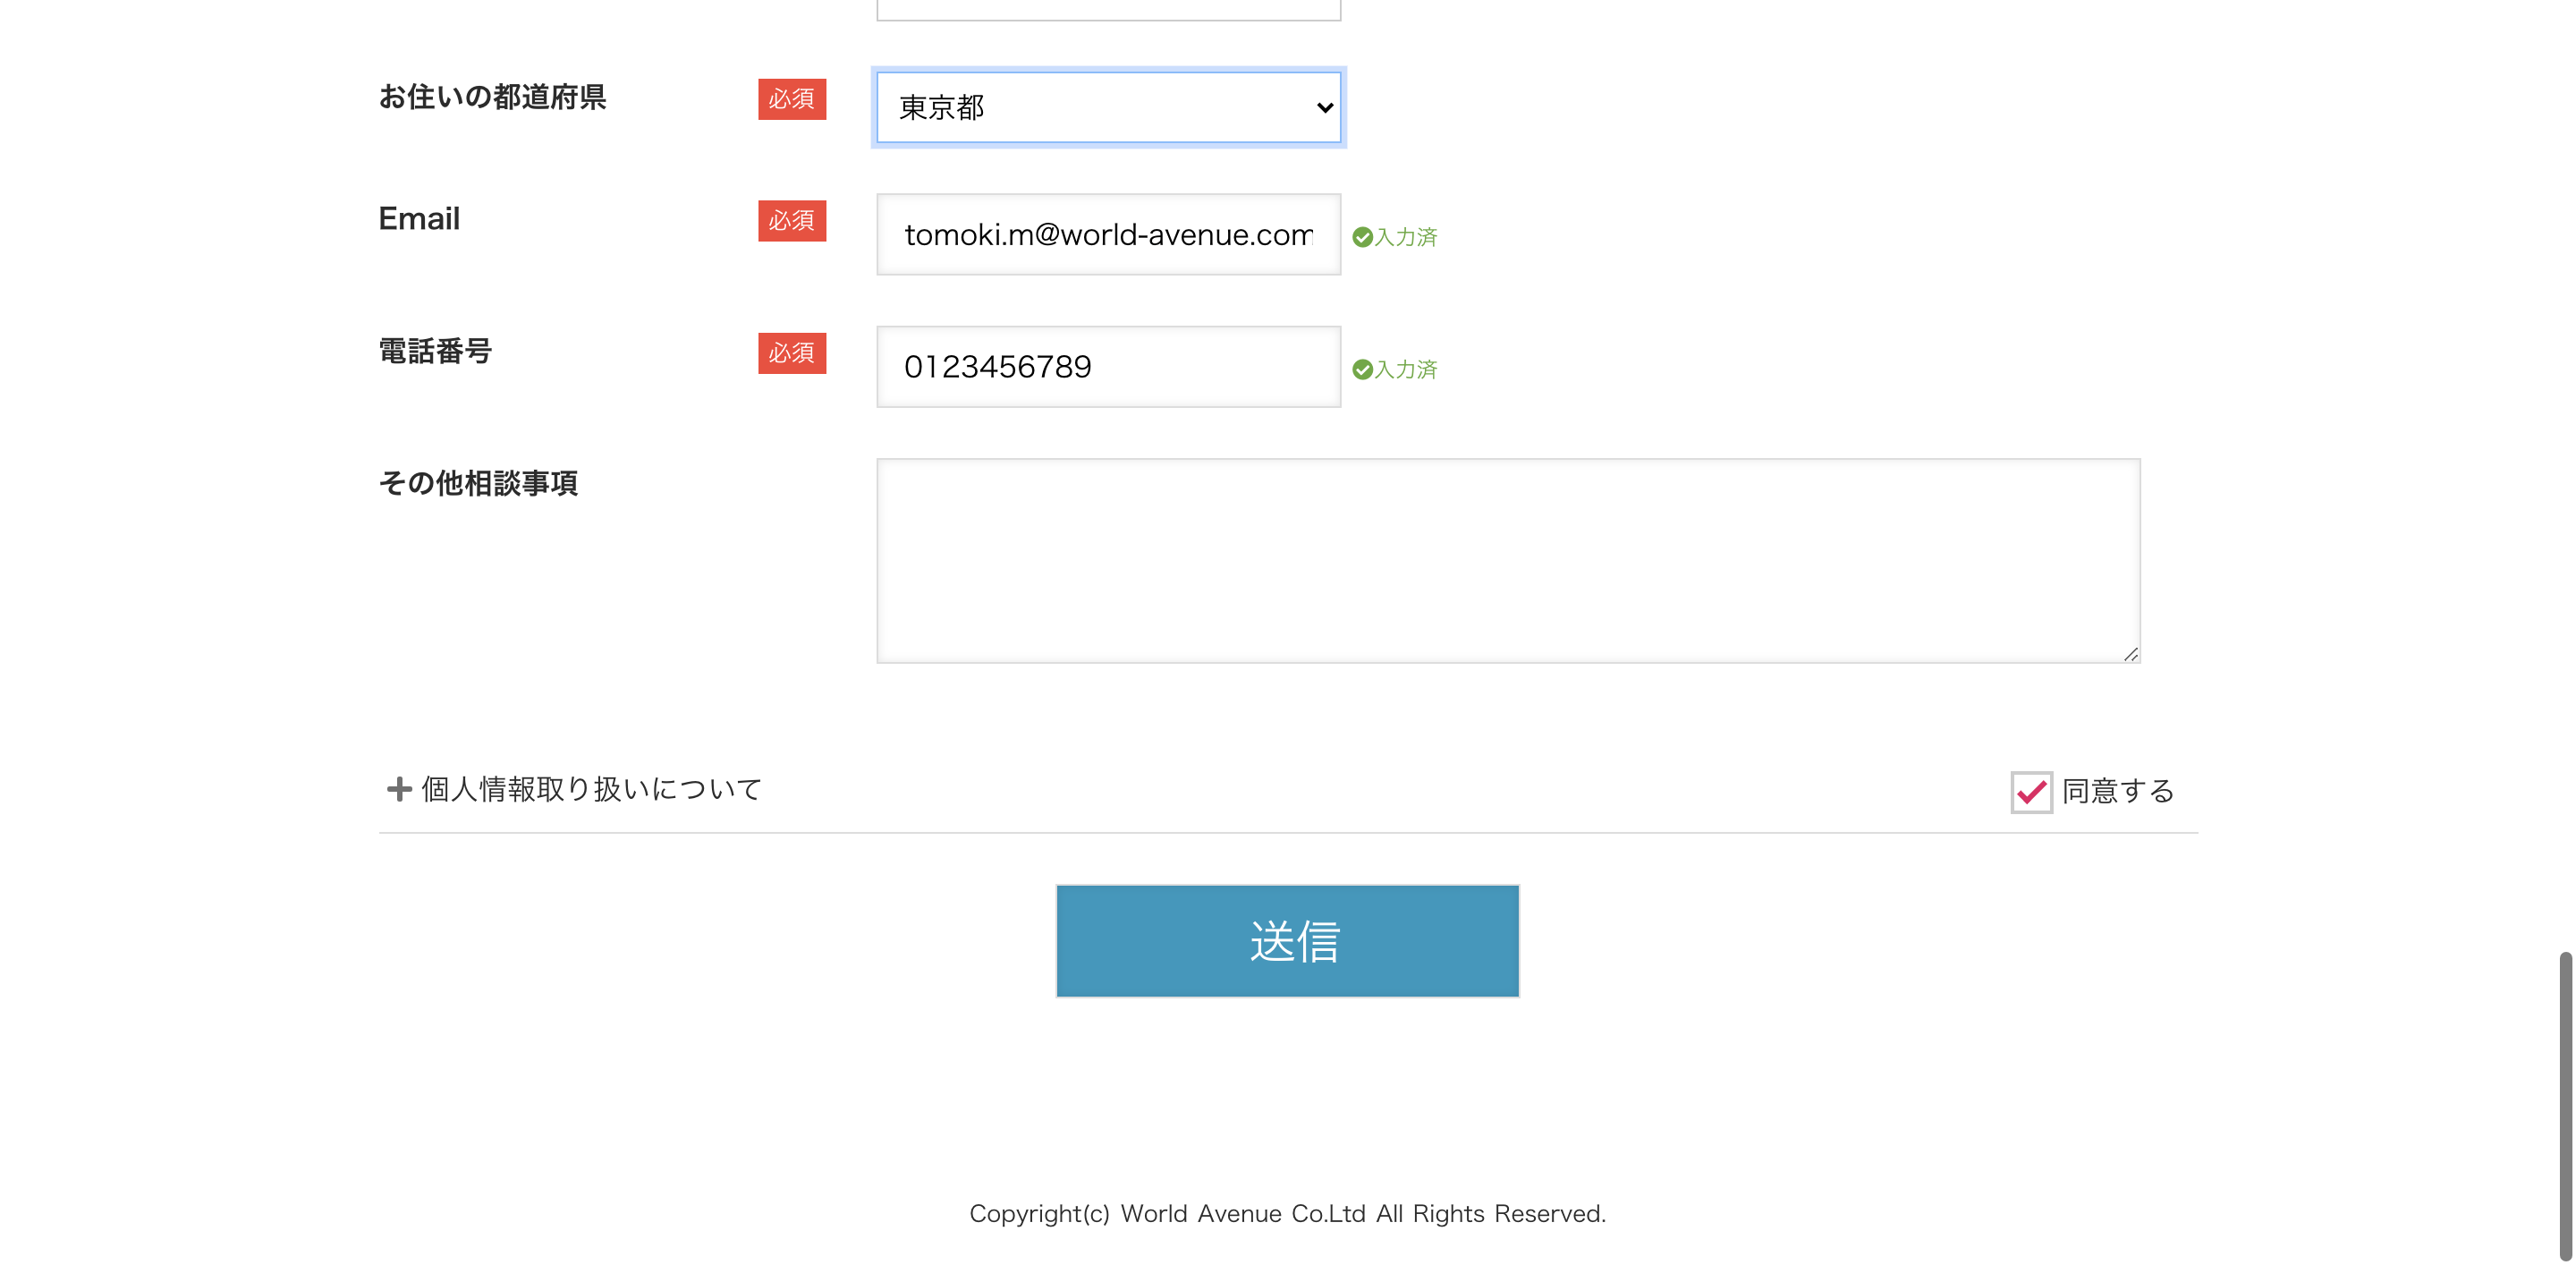 お住いの都道府県 必須 東京都
Email 必須 tomoki.m@world-avenue.com 入力済
電話番号 必須 0123456789 入力済
その他相談事項
個人情報取り扱いについて 同意する
送信
Copyright(c) World Avenue Co.Ltd All Rights Reserved.